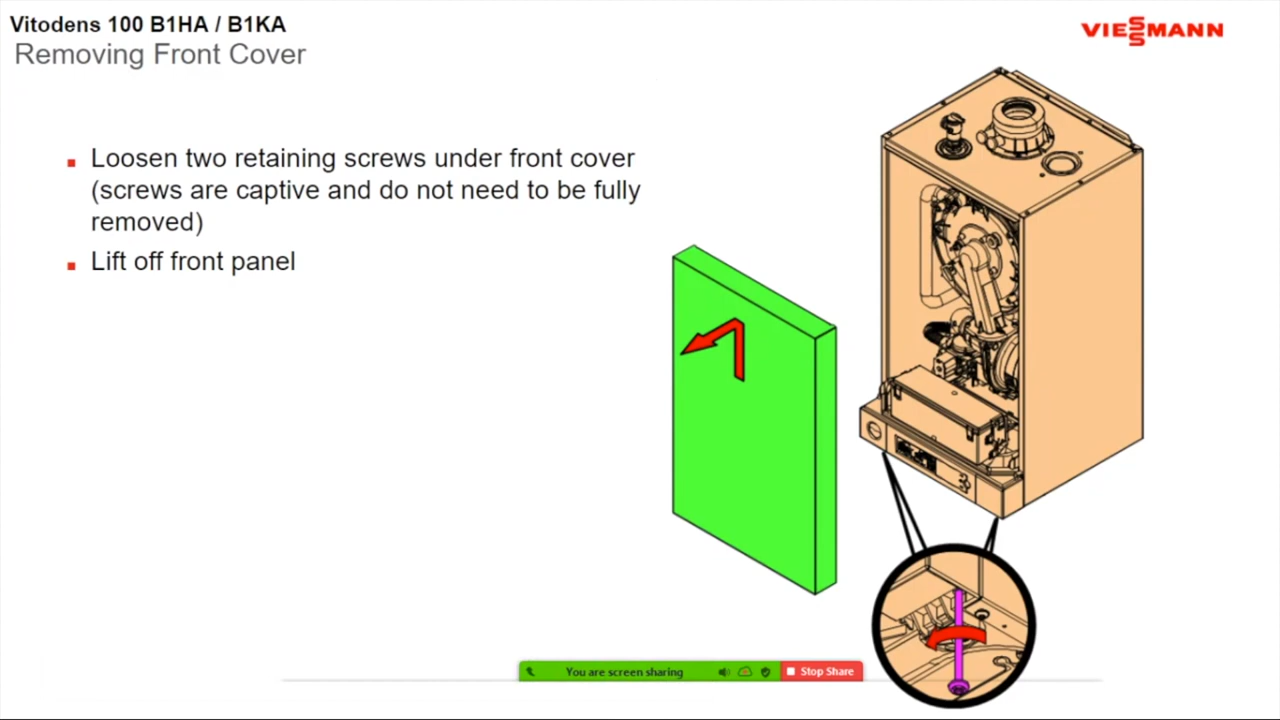 Vitodens 100 B1HA / B1KA
VIESSMANN
Removing Front Cover
Loosen two retaining screws under front cover
(screws are captive and do not need to be fully
removed)
Lift off front panel
You are screen sharing
Stop Share